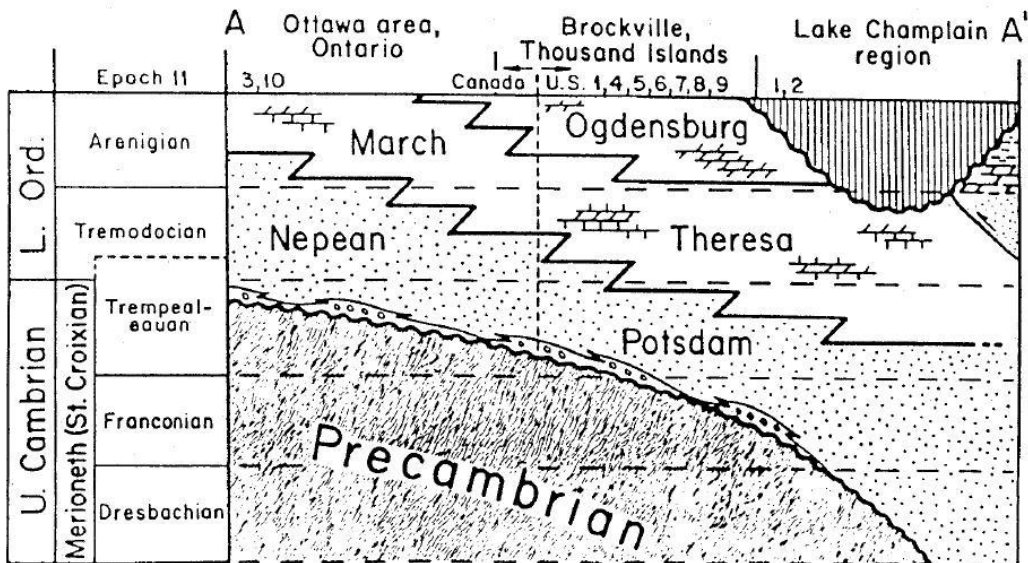 A
Ottawa area,
Ontario
Brockville,
Thousand Islands
Lake Champlain
region
A'
Epoch 11
3,10
Canada
U.S. 1,4,5,6,7,8,9
1,2
L. Ord.
Arenigian
March
Ogdensburg
Tremodocian
Nepean
Theresa
U. Cambrian
Merioneth (St. Croixian)
Trempeal-
eauan
Potsdam
Franconian
Precambrian
Dresbachian